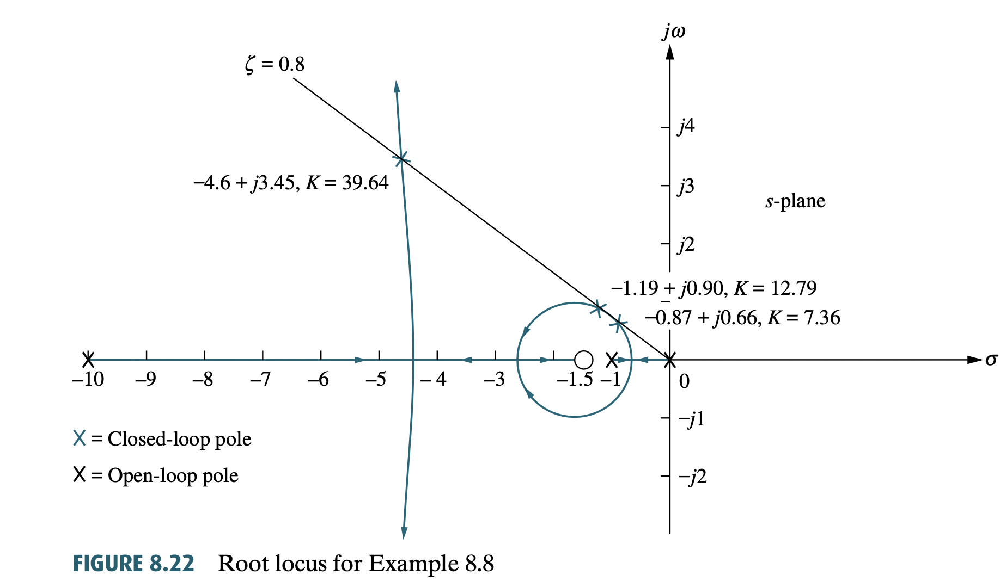 jω
ζ = 0.8
j4
–4.6 + j3.45, K = 39.64
j3
s-plane
j2
–1.19 + j0.90, K = 12.79
–0.87 + j0.66, K = 7.36
σ
–10 –9 –8 –7 –6 –5 – 4 –3 –1.5 –1 0
–j1
X = Closed-loop pole
X = Open-loop pole
–j2
FIGURE 8.22 Root locus for Example 8.8